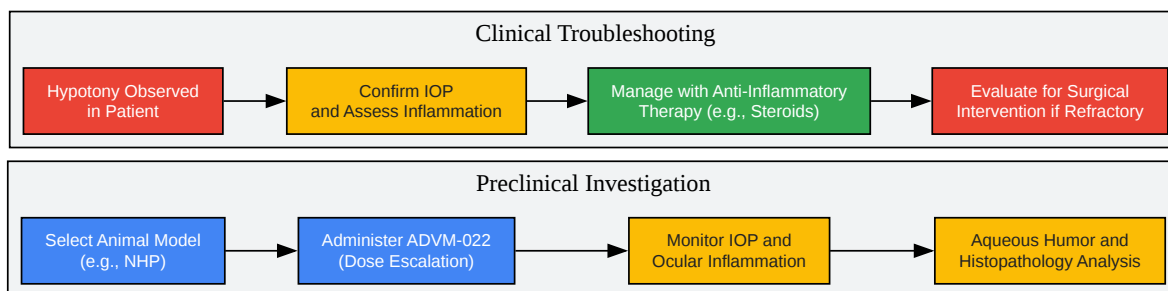 Clinical Troubleshooting
Hypotony Observed
in Patient
Confirm IOP
and Assess Inflammation
Manage with Anti-Inflammatory
Therapy (e.g., Steroids)
Evaluate for Surgical
Intervention if Refractory
Preclinical Investigation
Select Animal Model
(e.g., NHP)
Administer ADVM-022
(Dose Escalation)
Monitor IOP and
Ocular Inflammation
Aqueous Humor and
Histopathology Analysis